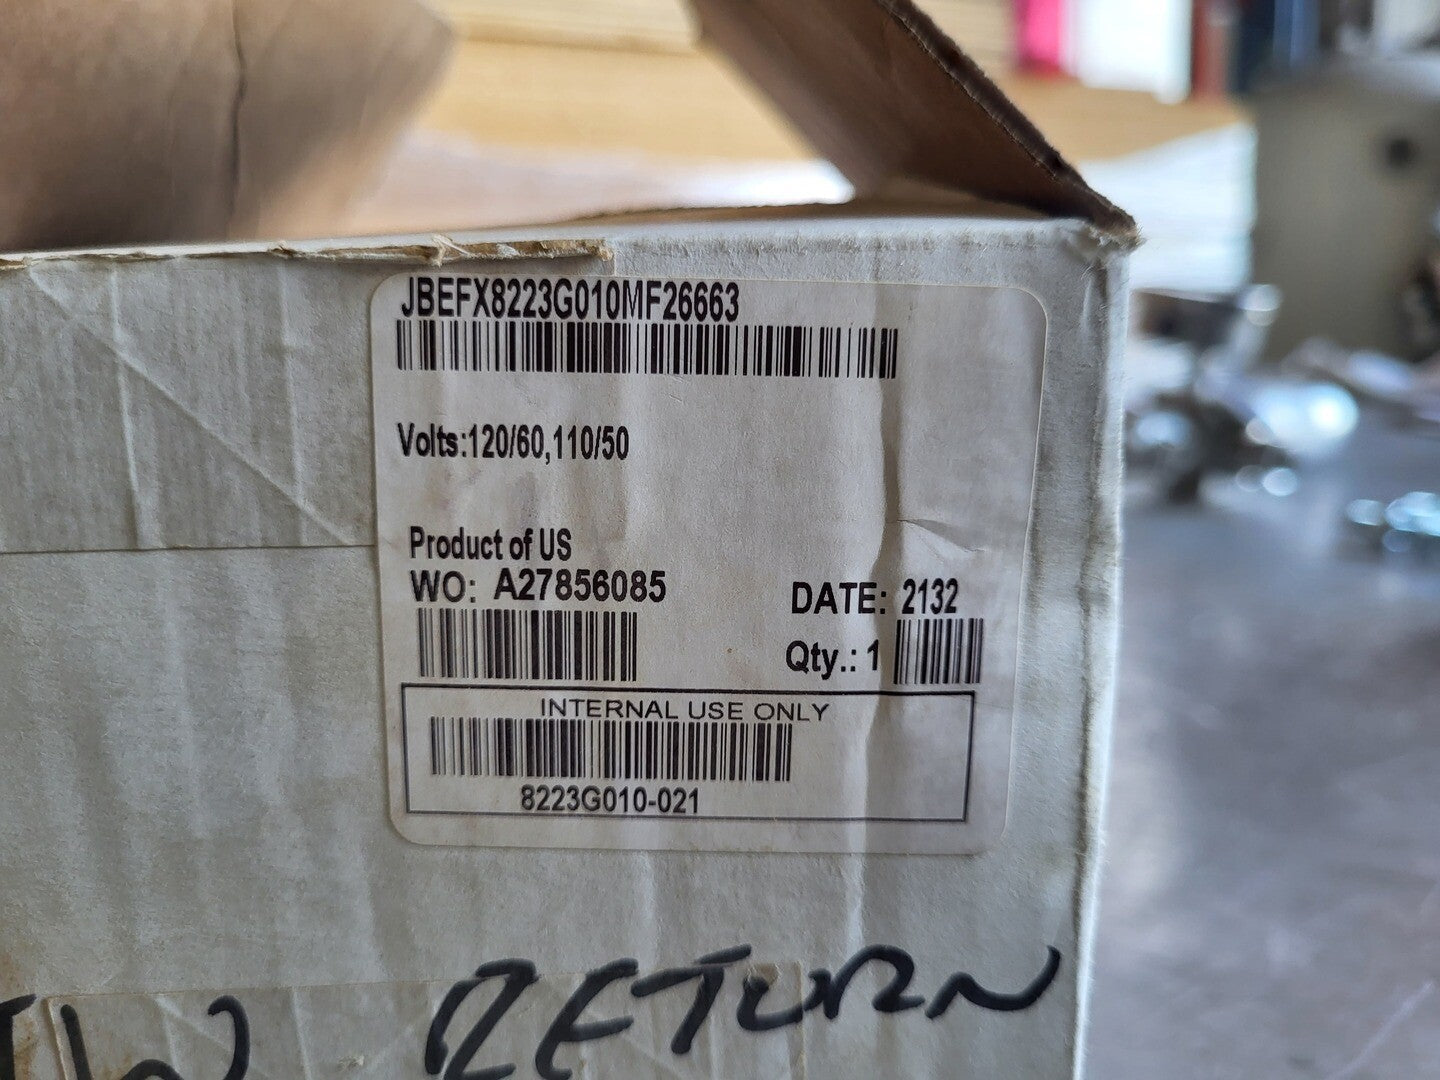 JBEFX8223G010MF26663
Volts:120/60,110/50
Product of US
WO: A27856085
DATE: 2132
Qty.: 1
INTERNAL USE ONLY
8223G010-021
RETURN